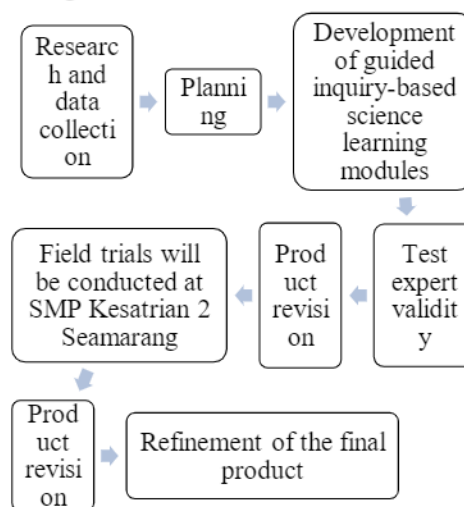 Researc
h and
data
collecti
on
Planni
ng
Development
of guided
inquiry-based
science
learning
modules
Test
expert
validit
y
Prod
uct
revisi
on
Field trials will
be conducted at
SMP Kesatrian 2
Seamarang
Prod
uct
revisi
on
Refinement of the final
product